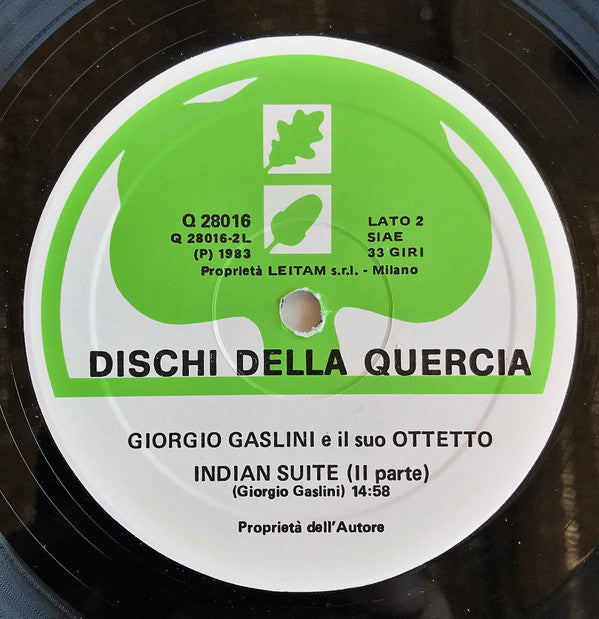 Q 28016
Q 28016-2L
(P) 1983
LATO 2
SIAE
33 GIRI
Proprietà LEITAM s.r.l. - Milano
DISCHI DELLA QUERCIA
GIORGIO GASLINI e il suo OTTETTO
INDIAN SUITE (II parte)
(Giorgio Gaslini) 14:58
Proprietà dell'Autore